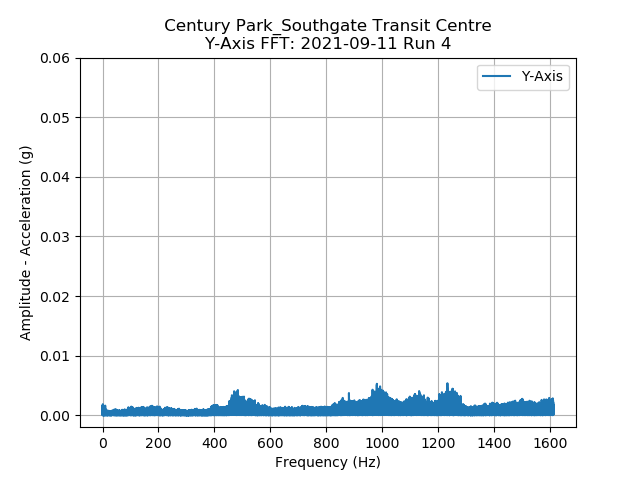 Century Park_Southgate Transit Centre
Y-Axis FFT: 2021-09-11 Run 4
Y-Axis
0.06
0.05
0.04
0.03
0.02
0.01
0.00
Amplitude - Acceleration (g)
0 200 400 600 800 1000 1200 1400 1600
Frequency (Hz)